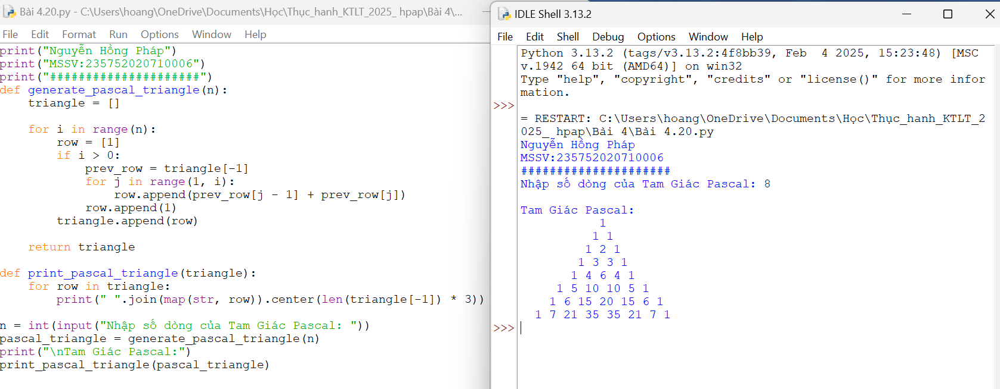 Bài 4.20.py - C:\Users\hoang\OneDrive\Documents\Học\Thục_hanh_KTLT_2025_ hpap\Bài 4\...
File Edit Format Run Options Window Help
print("Nguyễn Hồng Pháp")
print("MSSV:235752020710006")
print("#####################")
def generate_pascal_triangle(n):
    triangle = []

    for i in range(n):
        row = [1]
        if i > 0:
            prev_row = triangle[-1]
            for j in range(1, i):
                row.append(prev_row[j - 1] + prev_row[j])
            row.append(1)
        triangle.append(row)

    return triangle

def print_pascal_triangle(triangle):
    for row in triangle:
        print(" ".join(map(str, row)).center(len(triangle[-1]) * 3))

n = int(input("Nhập số dòng của Tam Giác Pascal: "))
pascal_triangle = generate_pascal_triangle(n)
print("\nTam Giác Pascal:")
print_pascal_triangle(pascal_triangle)
IDLE Shell 3.13.2
File Edit Shell Debug Options Window Help
Python 3.13.2 (tags/v3.13.2:4f8bb39, Feb  4 2025, 15:23:48) [MSC
v.1942 64 bit (AMD64)] on win32
Type "help", "copyright", "credits" or "license()" for more infor
mation.
>>>
= RESTART: C:\Users\hoang\OneDrive\Documents\Học\Thục_hanh_KTLT_2
025_ hpap\Bài 4\Bài 4.20.py
Nguyễn Hồng Pháp
MSSV:235752020710006
#####################
Nhập số dòng của Tam Giác Pascal: 8

Tam Giác Pascal:
           1
          1 1
         1 2 1
        1 3 3 1
       1 4 6 4 1
     1 5 10 10 5 1
    1 6 15 20 15 6 1
  1 7 21 35 35 21 7 1
>>>